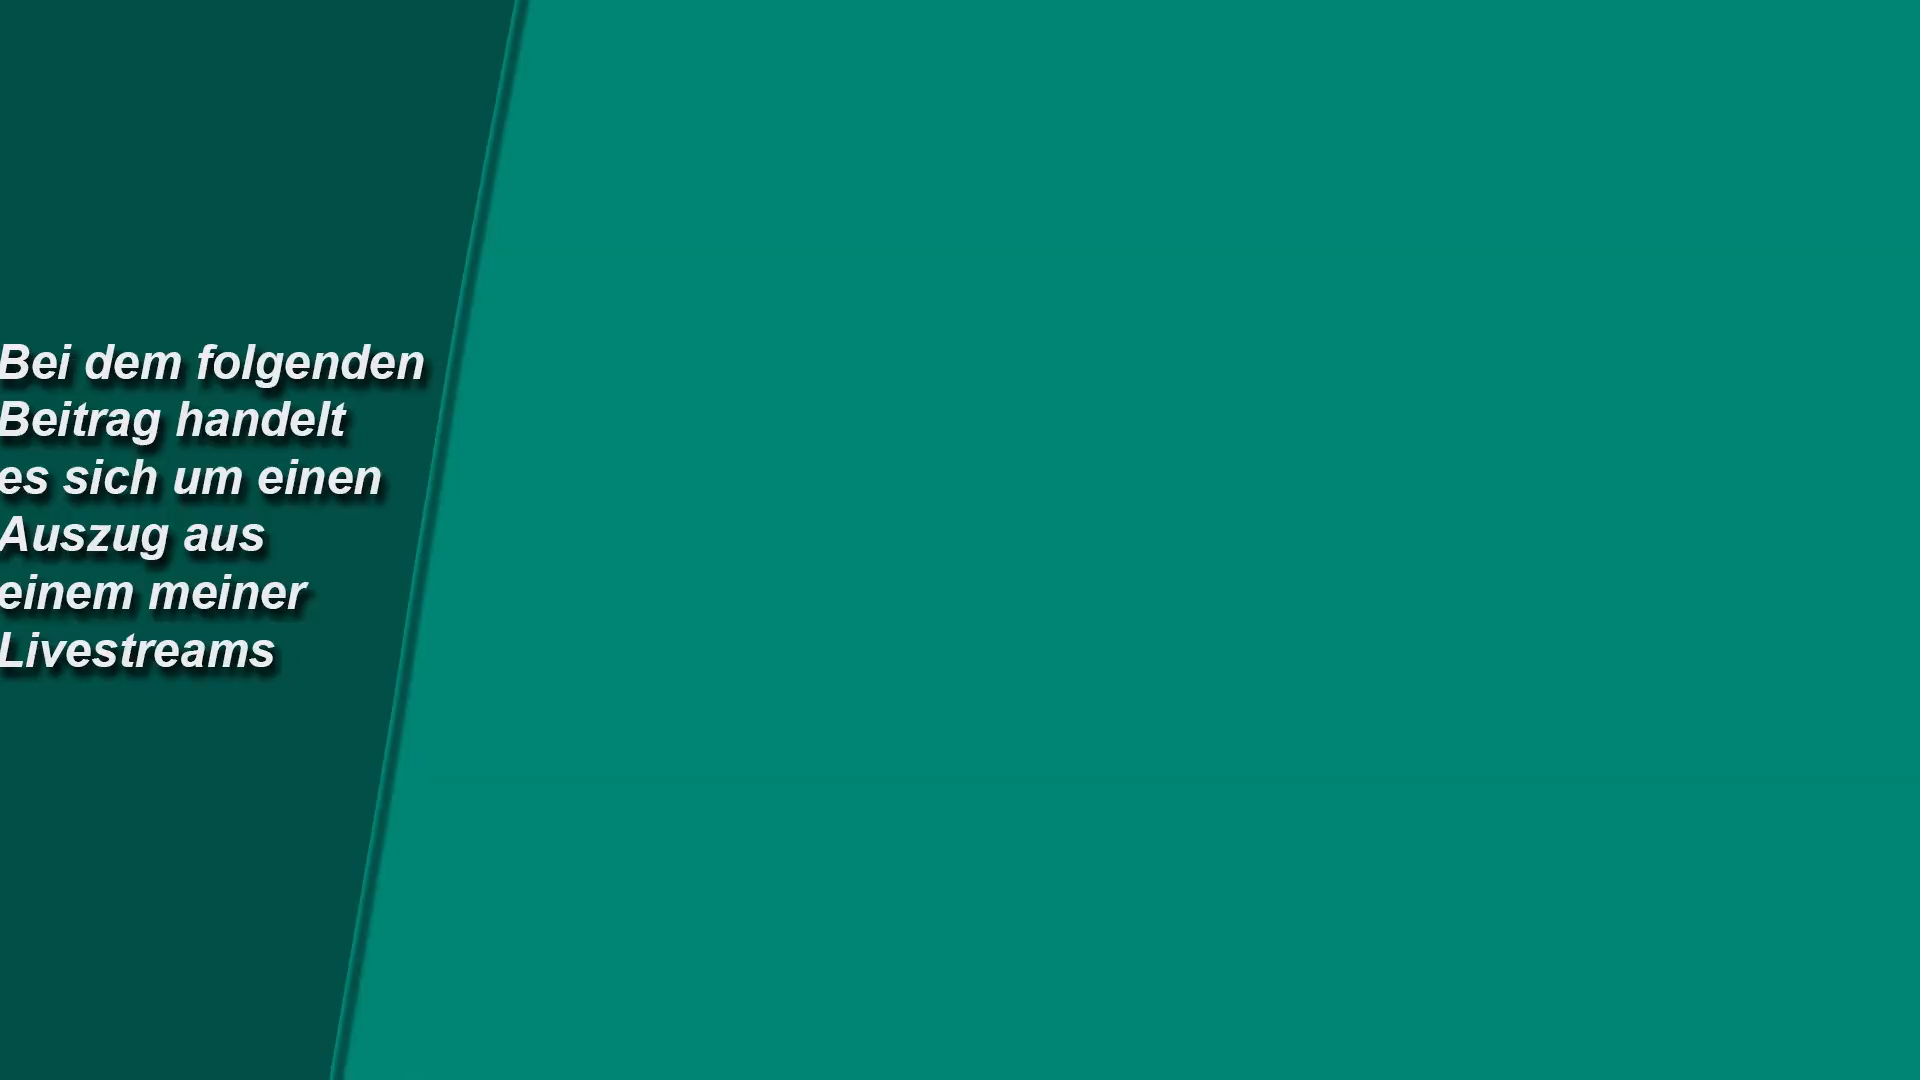 Bei dem folgenden
Beitrag handelt
es sich um einen
Auszug aus
einem meiner
Livestreams